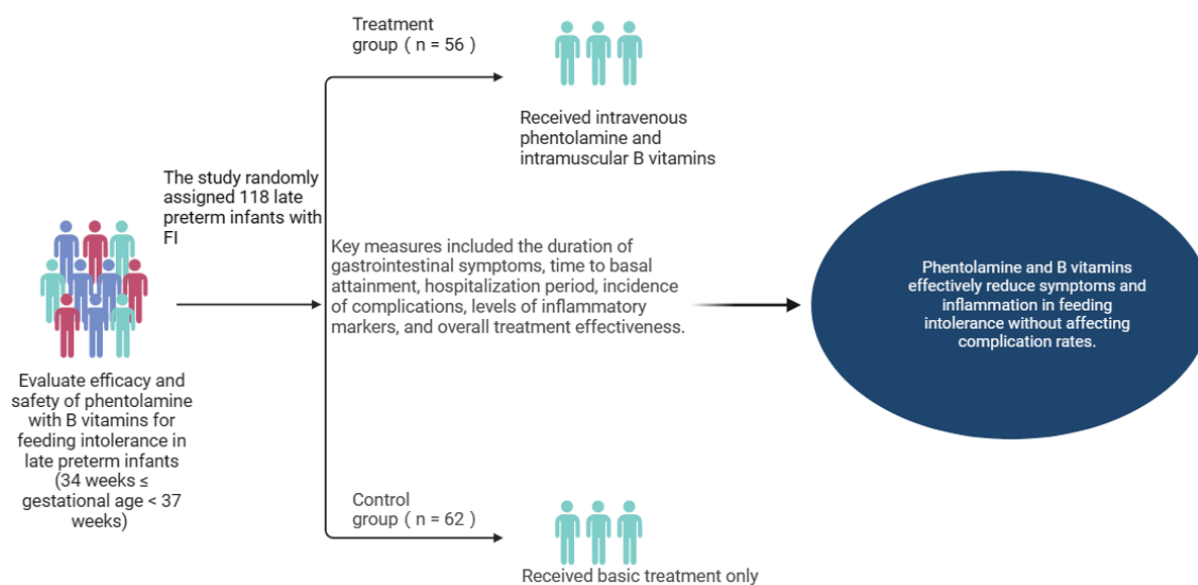 Treatment
group ( n = 56 )
Received intravenous
phentolamine and
intramuscular B vitamins
The study randomly
assigned 118 late
preterm infants with
FI
Key measures included the duration of
gastrointestinal symptoms, time to basal
attainment, hospitalization period, incidence
of complications, levels of inflammatory
markers, and overall treatment effectiveness.
Phentolamine and B vitamins
effectively reduce symptoms and
inflammation in feeding
intolerance without affecting
complication rates.
Evaluate efficacy and
safety of phentolamine
with B vitamins for
feeding intolerance in
late preterm infants
(34 weeks ≤
gestational age < 37
weeks)
Control
group ( n = 62 )
Received basic treatment only